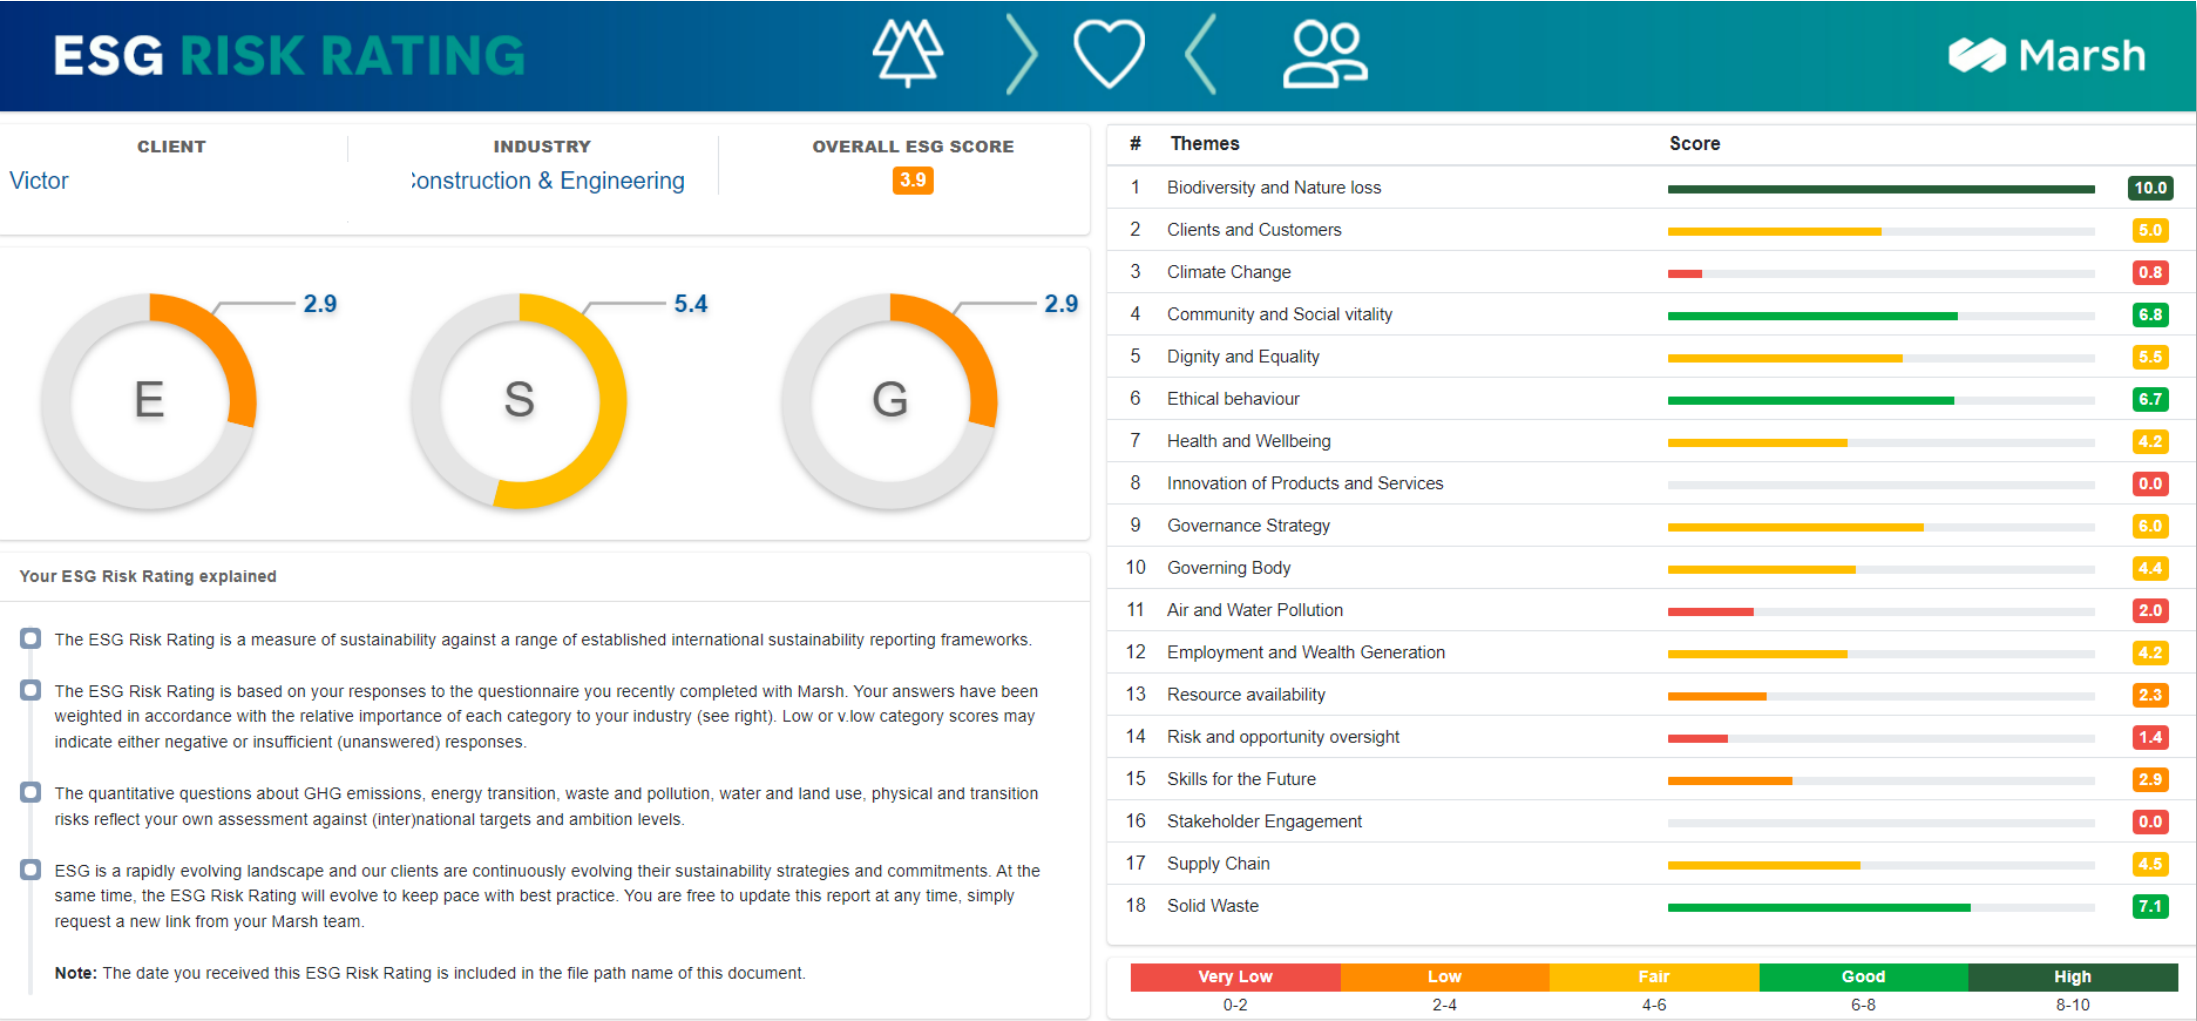 ESG RISK RATING
Marsh
CLIENT
Victor
INDUSTRY
Construction & Engineering
OVERALL ESG SCORE
3.9
E
2.9
S
5.4
G
2.9
Your ESG Risk Rating explained
The ESG Risk Rating is a measure of sustainability against a range of established international sustainability reporting frameworks.
The ESG Risk Rating is based on your responses to the questionnaire you recently completed with Marsh. Your answers have been
weighted in accordance with the relative importance of each category to your industry (see right). Low or v.low category scores may
indicate either negative or insufficient (unanswered) responses.
The quantitative questions about GHG emissions, energy transition, waste and pollution, water and land use, physical and transition
risks reflect your own assessment against (inter)national targets and ambition levels.
ESG is a rapidly evolving landscape and our clients are continuously evolving their sustainability strategies and commitments. At the
same time, the ESG Risk Rating will evolve to keep pace with best practice. You are free to update this report at any time, simply
request a new link from your Marsh team.
Note: The date you received this ESG Risk Rating is included in the file path name of this document.
# Themes Score
1 Biodiversity and Nature loss 10.0
2 Clients and Customers 5.0
3 Climate Change 0.8
4 Community and Social vitality 6.8
5 Dignity and Equality 5.5
6 Ethical behaviour 6.7
7 Health and Wellbeing 4.2
8 Innovation of Products and Services 0.0
9 Governance Strategy 6.0
10 Governing Body 4.4
11 Air and Water Pollution 2.0
12 Employment and Wealth Generation 4.2
13 Resource availability 2.3
14 Risk and opportunity oversight 1.4
15 Skills for the Future 2.9
16 Stakeholder Engagement 0.0
17 Supply Chain 4.5
18 Solid Waste 7.1
Very Low Low Fair Good High
0-2 2-4 4-6 6-8 8-10